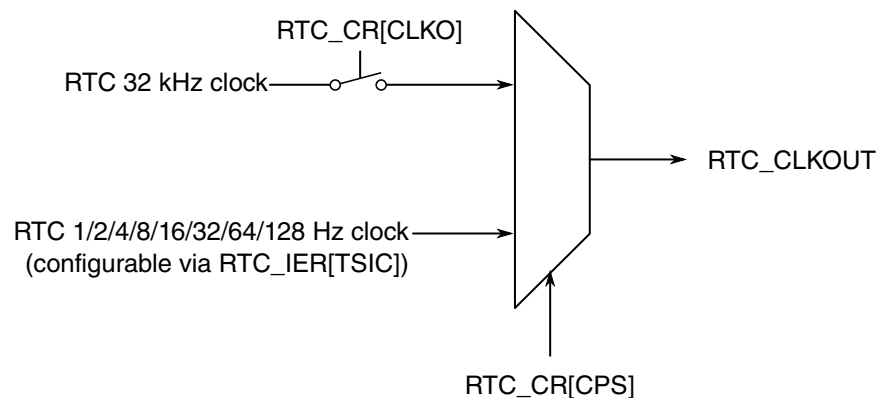 RTC_CR[CLKO]
RTC 32 kHz clock
RTC_CLKOUT
RTC 1/2/4/8/16/32/64/128 Hz clock
(configurable via RTC_IER[TSIC])
RTC_CR[CPS]